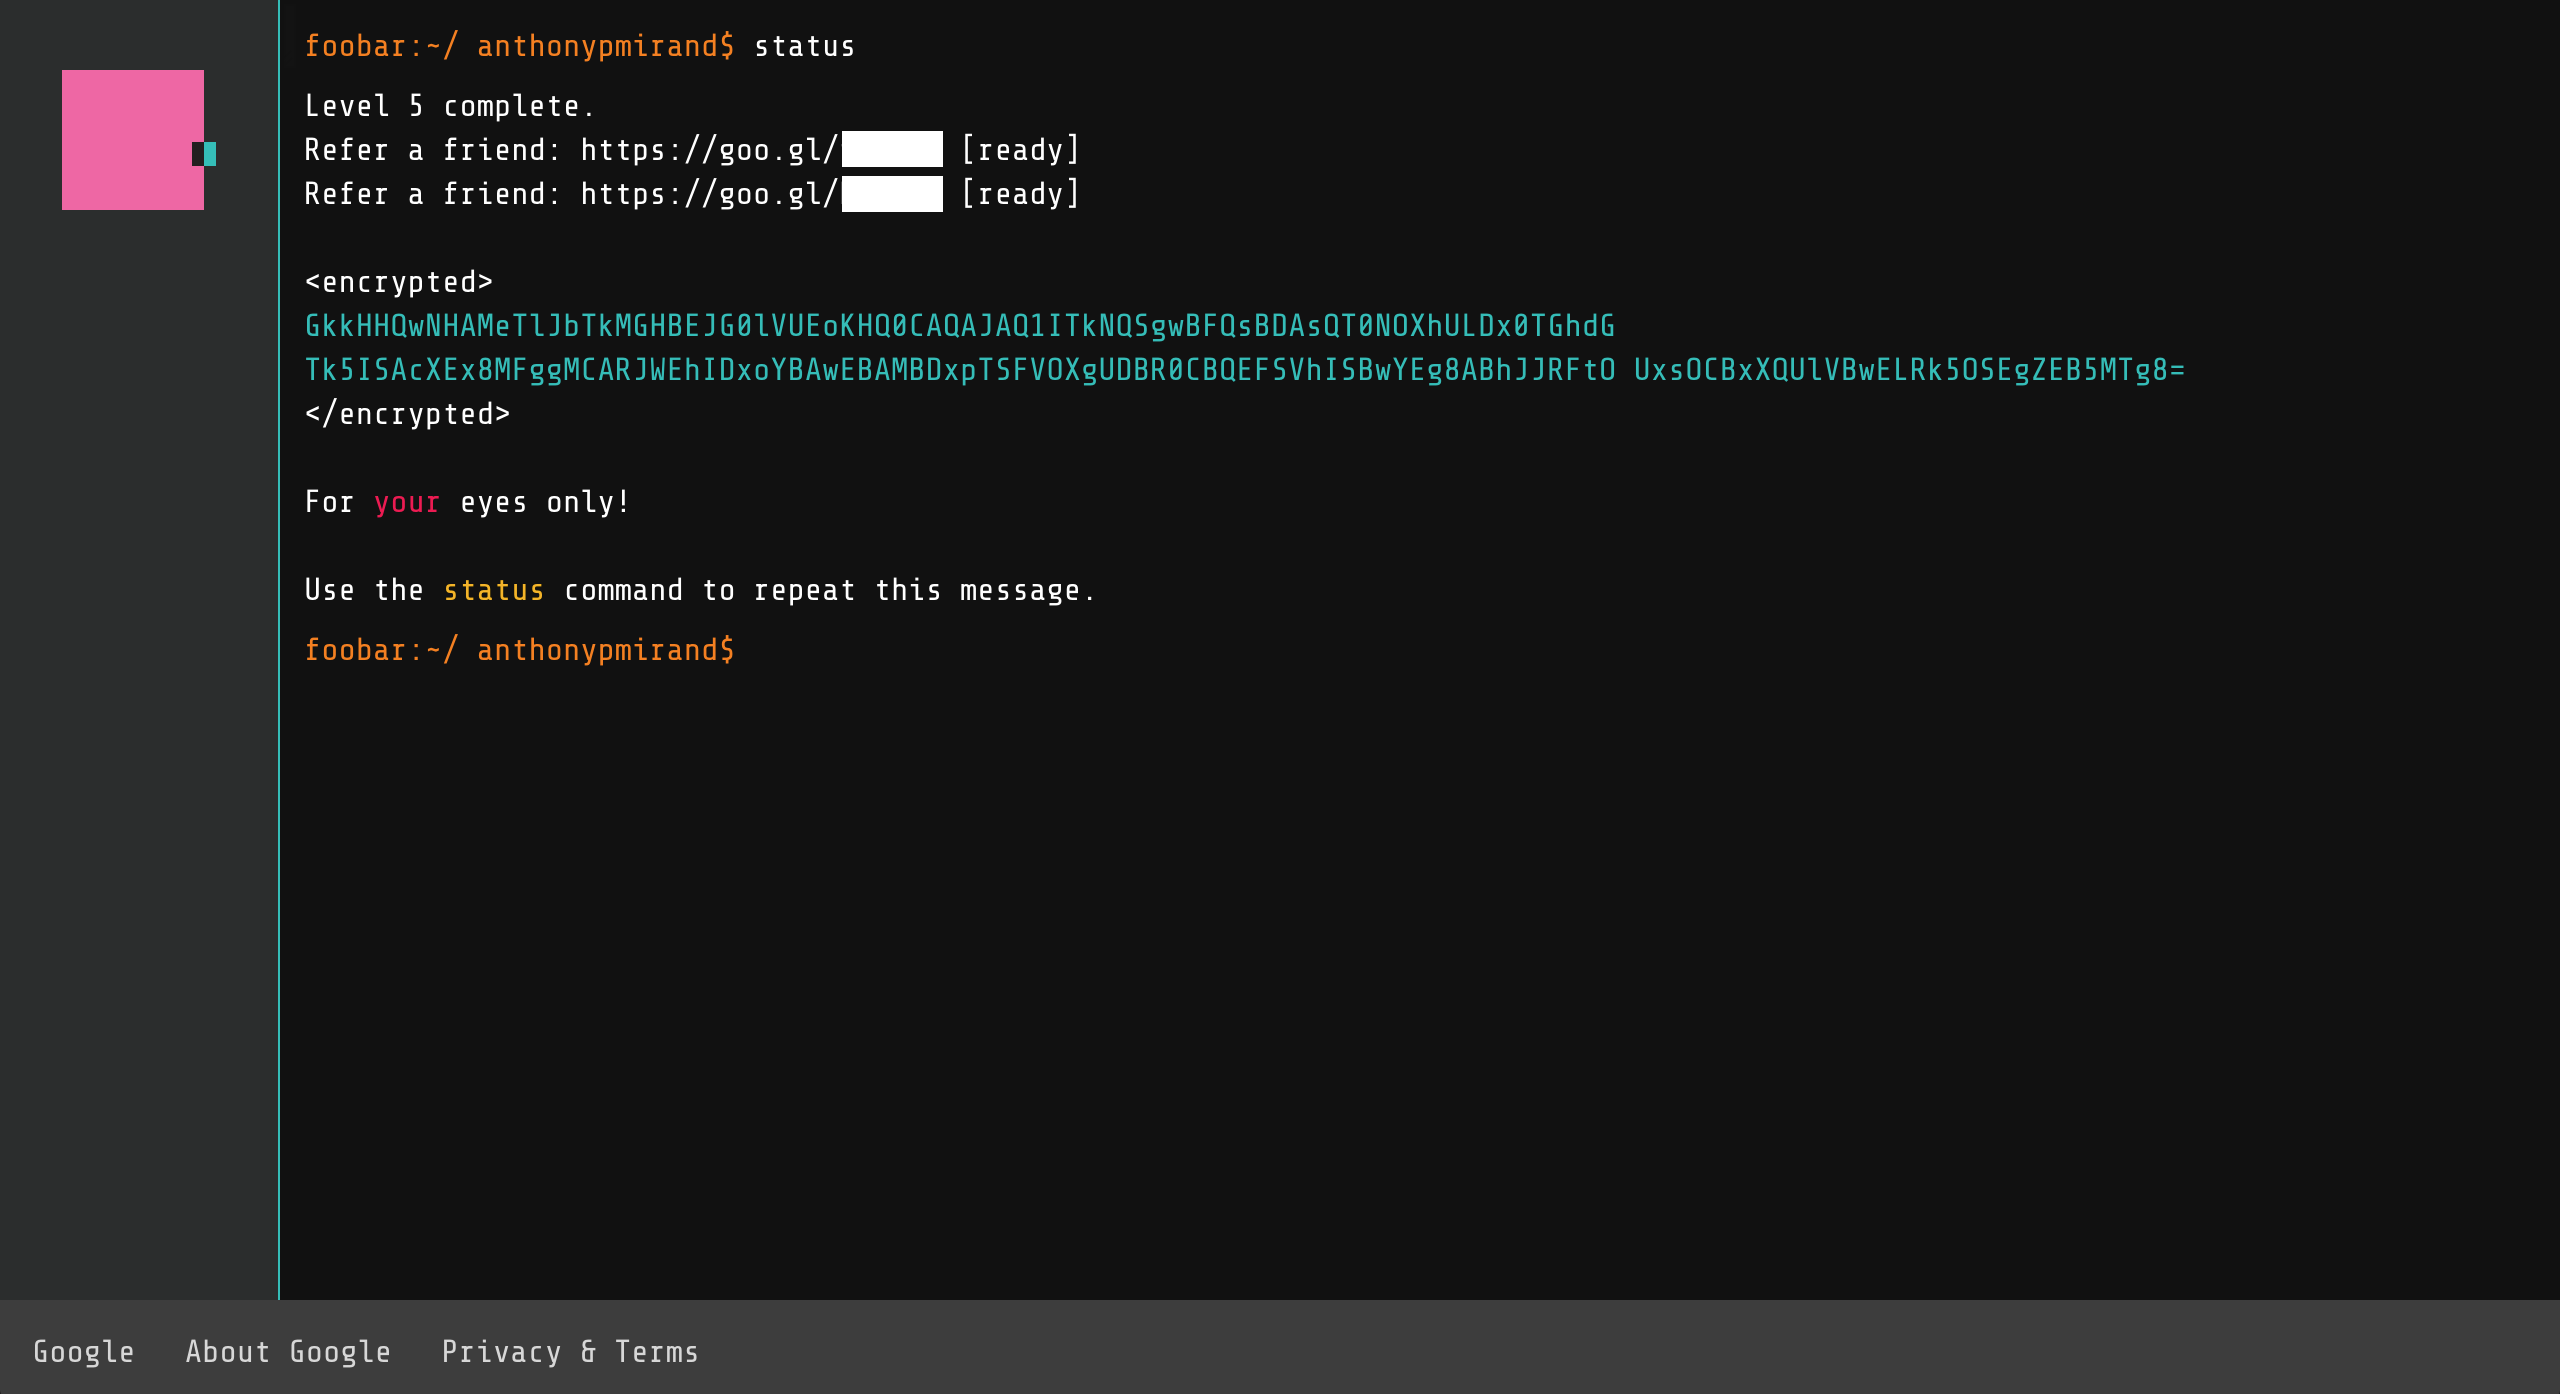 foobar:~/ anthonypmirand$ status
Level 5 complete.
Refer a friend: https://goo.gl/ [ready]
Refer a friend: https://goo.gl/ [ready]
<encrypted>
GkkHHQwNHAMeTlJbTkMGHBEJG0lVUEoKHQ0CAQAJAQ1ITkNQSgwBFQsBDAsQT0NOXhULDx0TGhdG
Tk5ISAcXEx8MFggMCARJWEhIDxoYBAwEBAMBDxpTSFVOXgUDBR0CBQEFSVhISBwYEg8ABhJJRFtO UxsOCBxXQUlVBwELRk5OSEgZEB5MTg8=
</encrypted>
For your eyes only!
Use the status command to repeat this message.
foobar:~/ anthonypmirand$
Google About Google Privacy & Terms